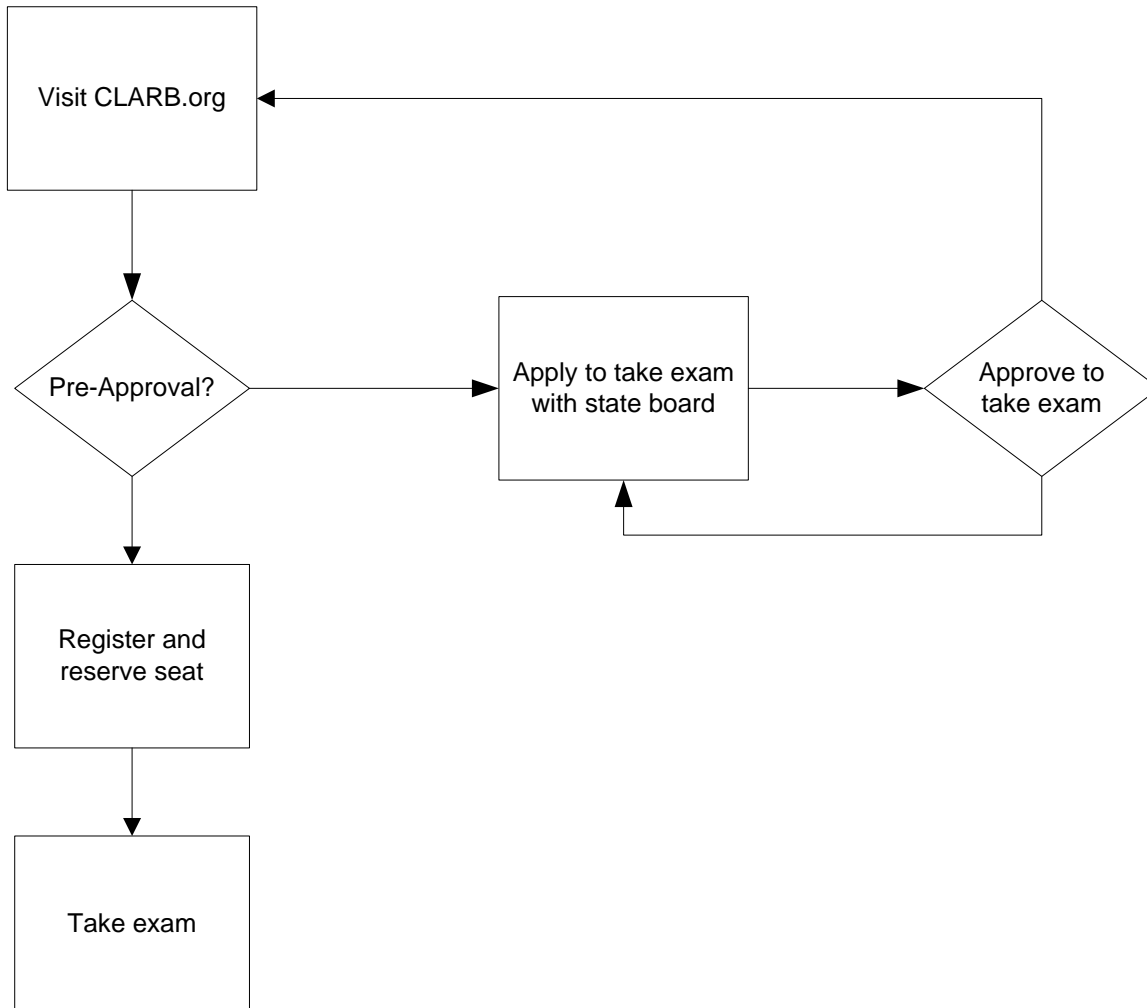 Visit CLARB.org
Pre-Approval?
Apply to take exam
with state board
Approve to
take exam
Register and
reserve seat
Take exam